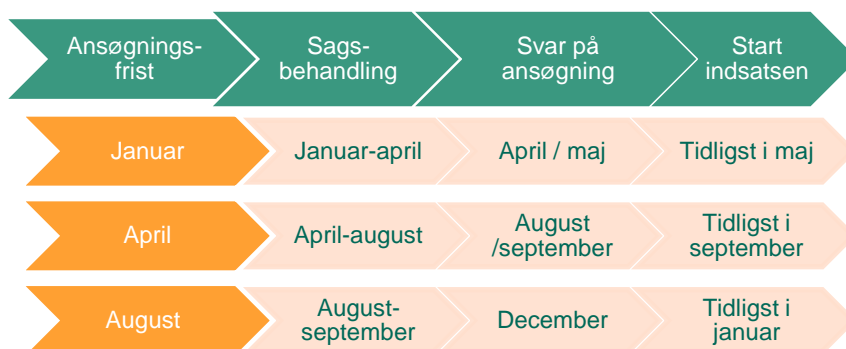 Ansøgnings-
frist
Sags-
behandling
Svar på
ansøgning
Start
indsatsen
Januar
Januar-april
April / maj
Tidligst i maj
April
April-august
August
/september
Tidligst i
september
August
August-
september
December
Tidligst i
januar